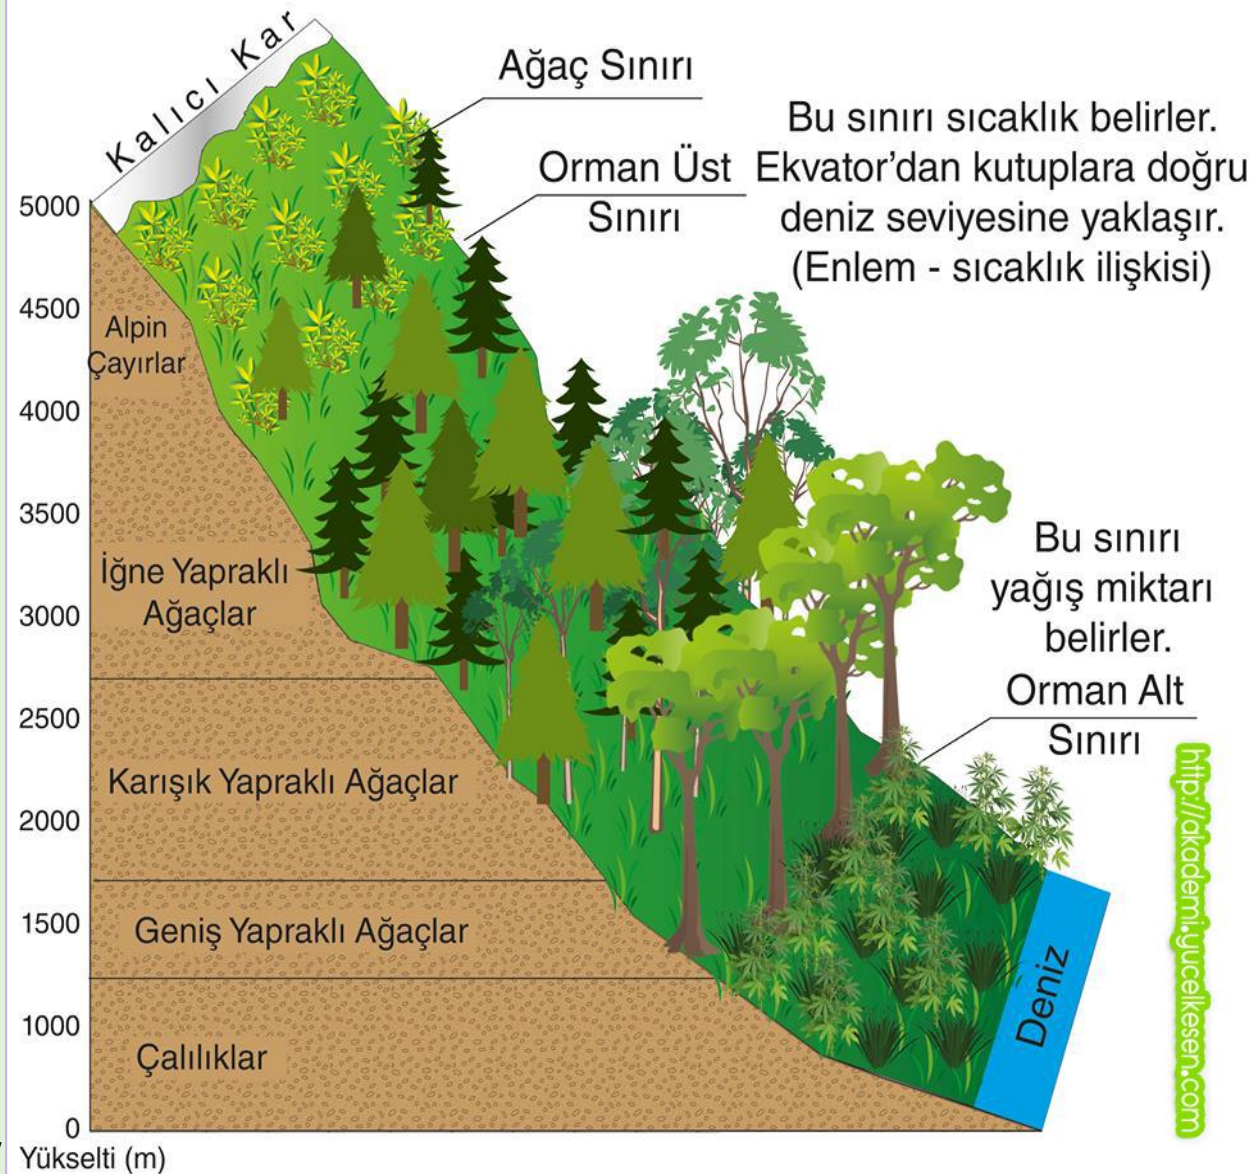 Kalıcı Kar
Ağaç Sınırı
Orman Üst
Sınırı
Bu sınırı sıcaklık belirler.
Ekvator'dan kutuplara doğru
deniz seviyesine yaklaşır.
(Enlem - sıcaklık ilişkisi)
5000
4500
Alpin
Çayırlar
4000
3500
İğne Yapraklı
Ağaçlar
3000
Bu sınırı
yağış miktarı
belirler.
Orman Alt
Sınırı
2500
Karışık Yapraklı Ağaçlar
2000
1500
Geniş Yapraklı Ağaçlar
1000
Çalılıklar
0
Yükselti (m)
Deniz
http://akademi.yucelkesen.com